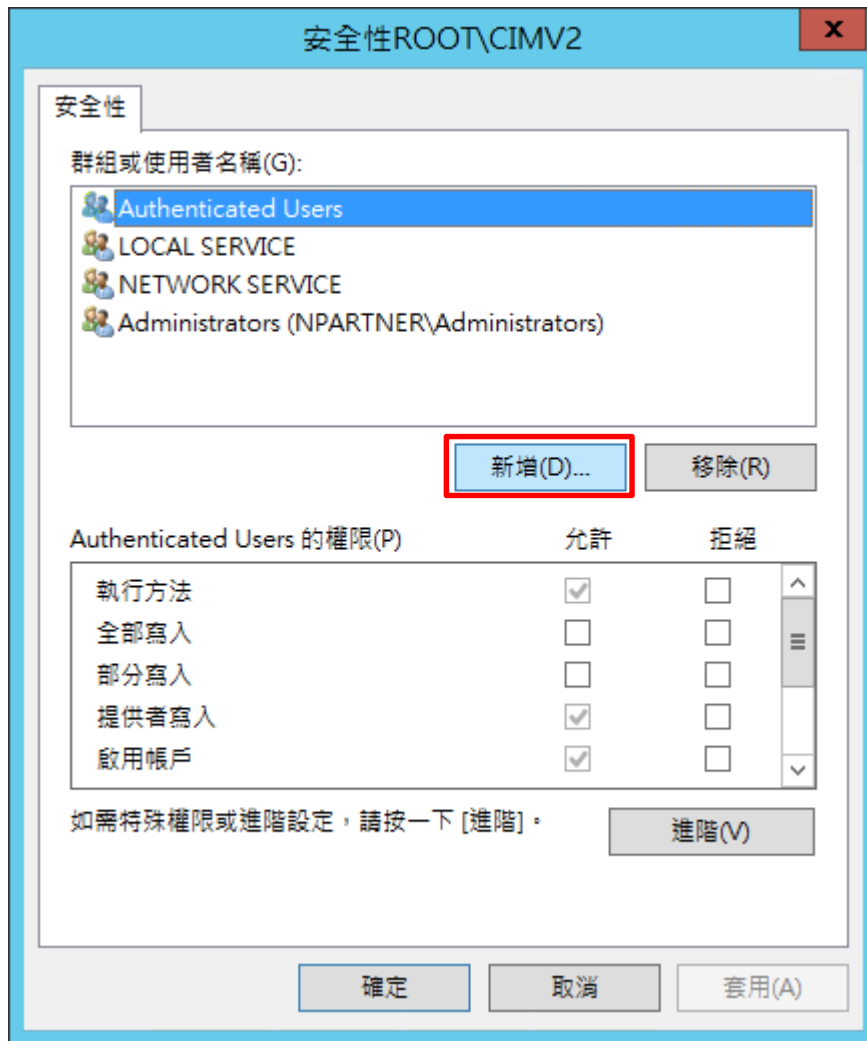 安全性ROOT\CIMV2
x
安全性
群組或使用者名稱(G):
Authenticated Users
LOCAL SERVICE
NETWORK SERVICE
Administrators (NPARTNER\Administrators)
新增(D)... 移除(R)
Authenticated Users 的權限(P) 允許 拒絕
執行方法
全部寫入
部分寫入
提供者寫入
啟用帳戶
如需特殊權限或進階設定，請按一下 [進階]。 進階(V)
確定 取消 套用(A)